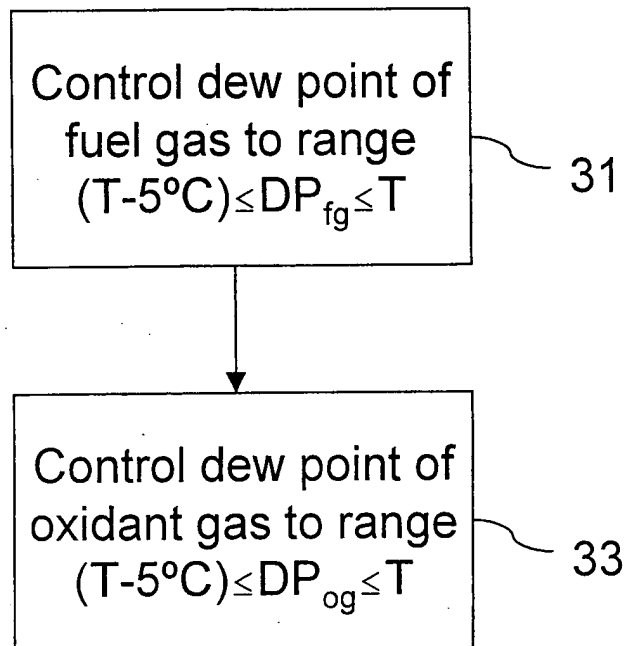 Control dew point of
fuel gas to range
(T-5ºC)≤DPfg≤T
31
Control dew point of
oxidant gas to range
(T-5ºC)≤DPog≤T
33